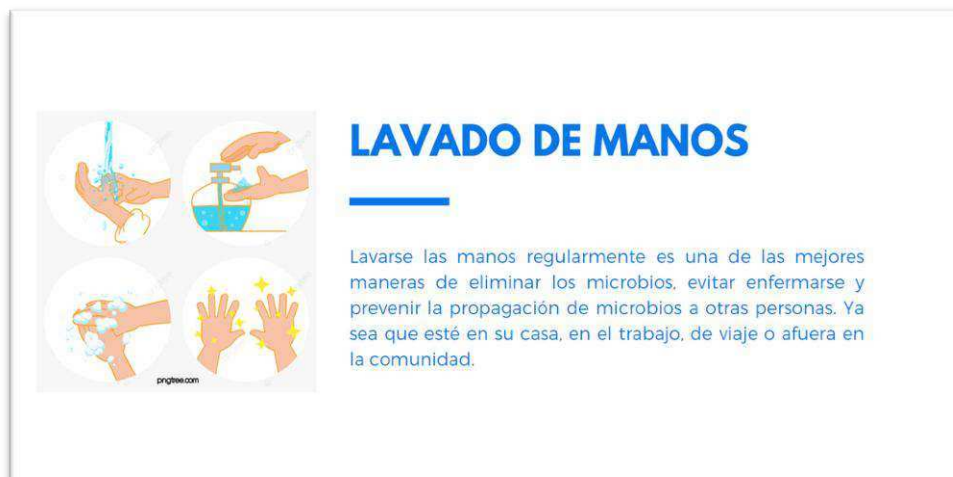 LAVADO DE MANOS
Lavarse las manos regularmente es una de las mejores
maneras de eliminar los microbios, evitar enfermarse y
prevenir la propagación de microbios a otras personas. Ya
sea que esté en su casa, en el trabajo, de viaje o afuera en
la comunidad.
pngtree.com